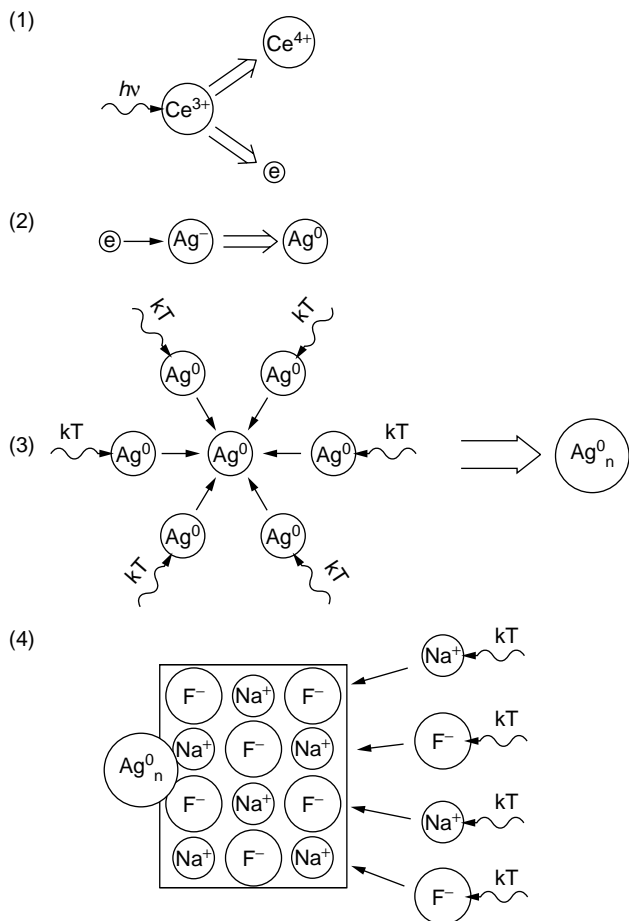 (1)
Ce⁴⁺
hν
Ce³⁺
e
(2)
e
Ag⁻
Ag⁰
kT
kT
Ag⁰
Ag⁰
(3)
kT
Ag⁰
Ag⁰
Ag⁰
kT
Ag⁰ₙ
Ag⁰
Ag⁰
kT
kT
(4)
F⁻ Na⁺ F⁻
Na⁺ F⁻ Na⁺
Ag⁰ₙ
F⁻ Na⁺ F⁻
Na⁺ F⁻ Na⁺
Na⁺ kT
F⁻ kT
Na⁺ kT
F⁻ kT